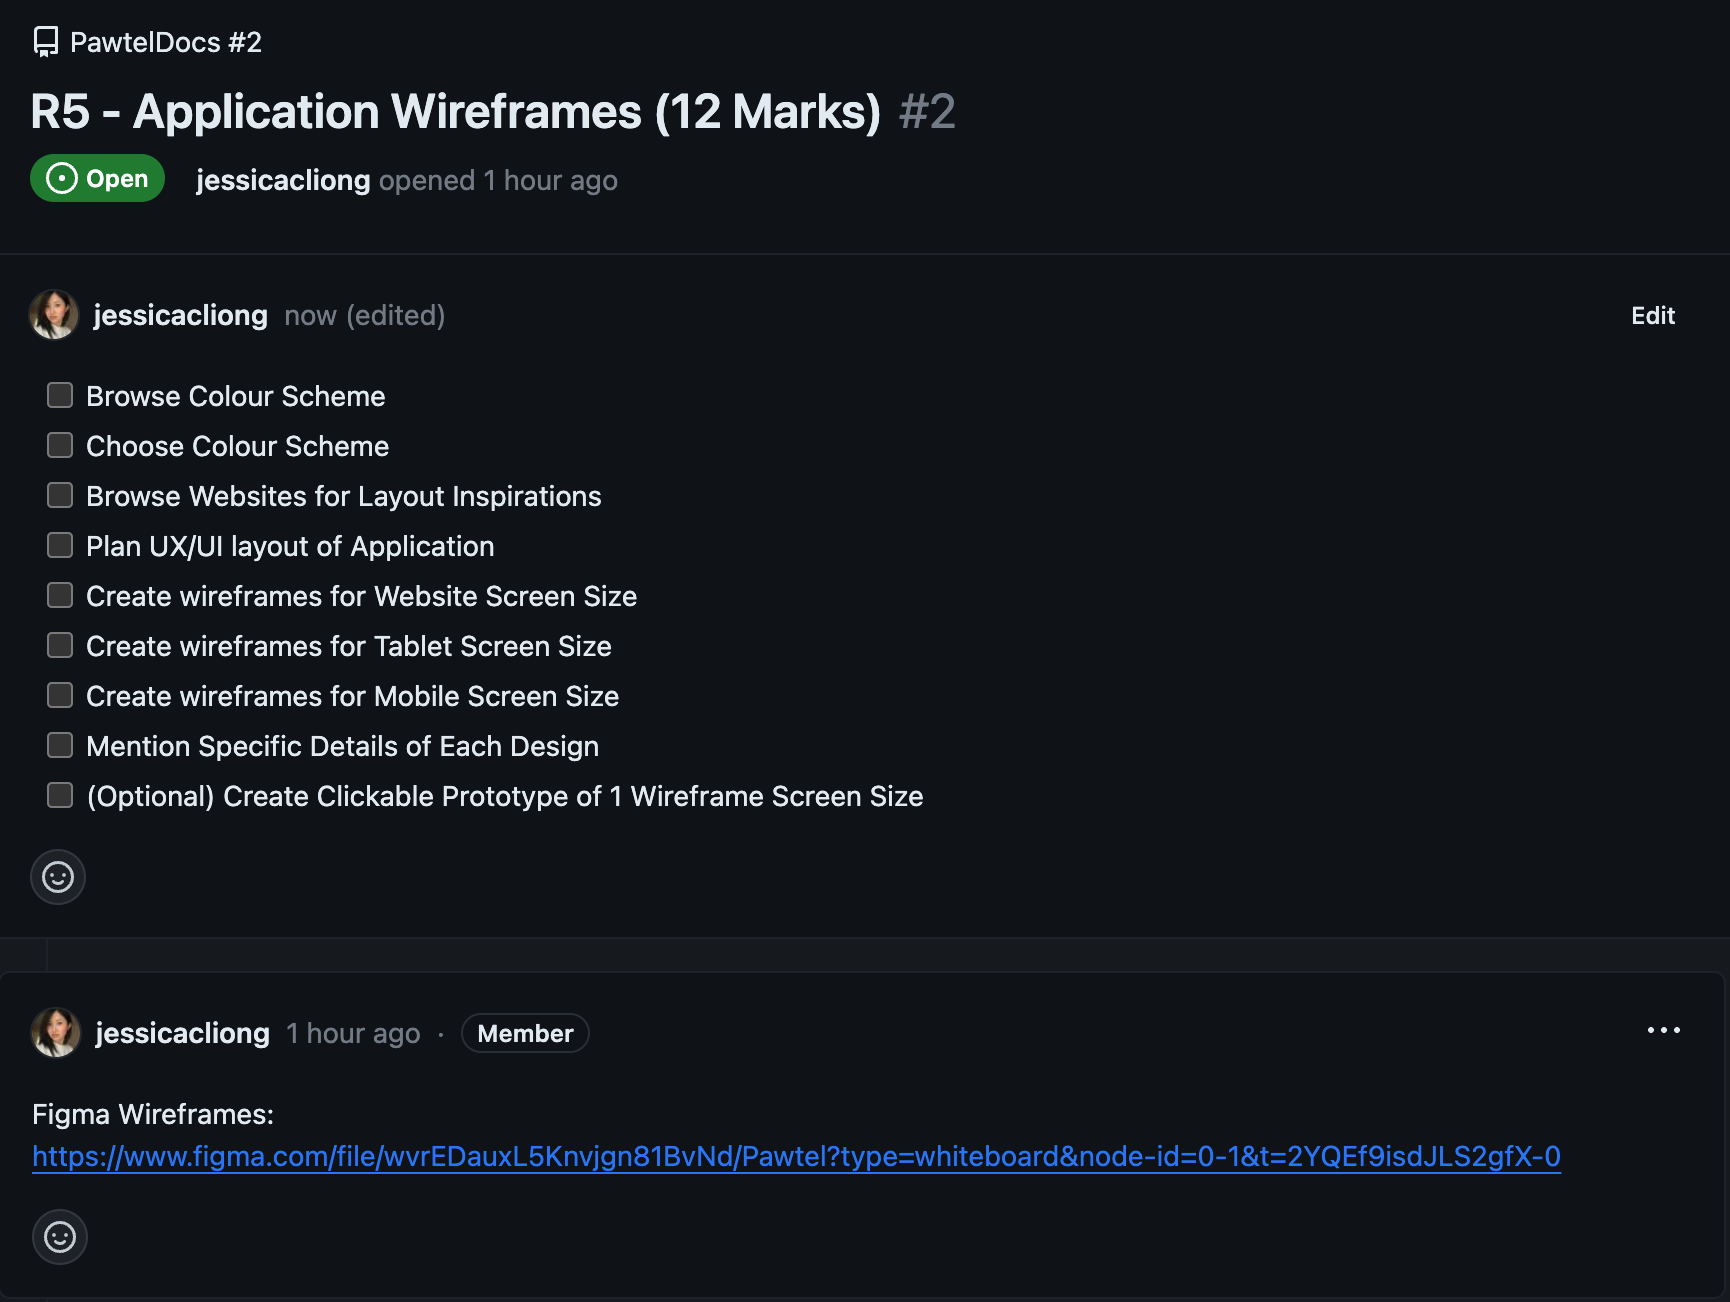 PawtelDocs #2
R5 - Application Wireframes (12 Marks) #2
Open
jessicacliong opened 1 hour ago
jessicacliong now (edited)
Edit
Browse Colour Scheme
Choose Colour Scheme
Browse Websites for Layout Inspirations
Plan UX/UI layout of Application
Create wireframes for Website Screen Size
Create wireframes for Tablet Screen Size
Create wireframes for Mobile Screen Size
Mention Specific Details of Each Design
(Optional) Create Clickable Prototype of 1 Wireframe Screen Size
jessicacliong 1 hour ago · Member
Figma Wireframes:
https://www.figma.com/file/wvrEDauxL5Knvjgn81BvNd/Pawtel?type=whiteboard&node-id=0-1&t=2YQEf9isdJLS2gfX-0